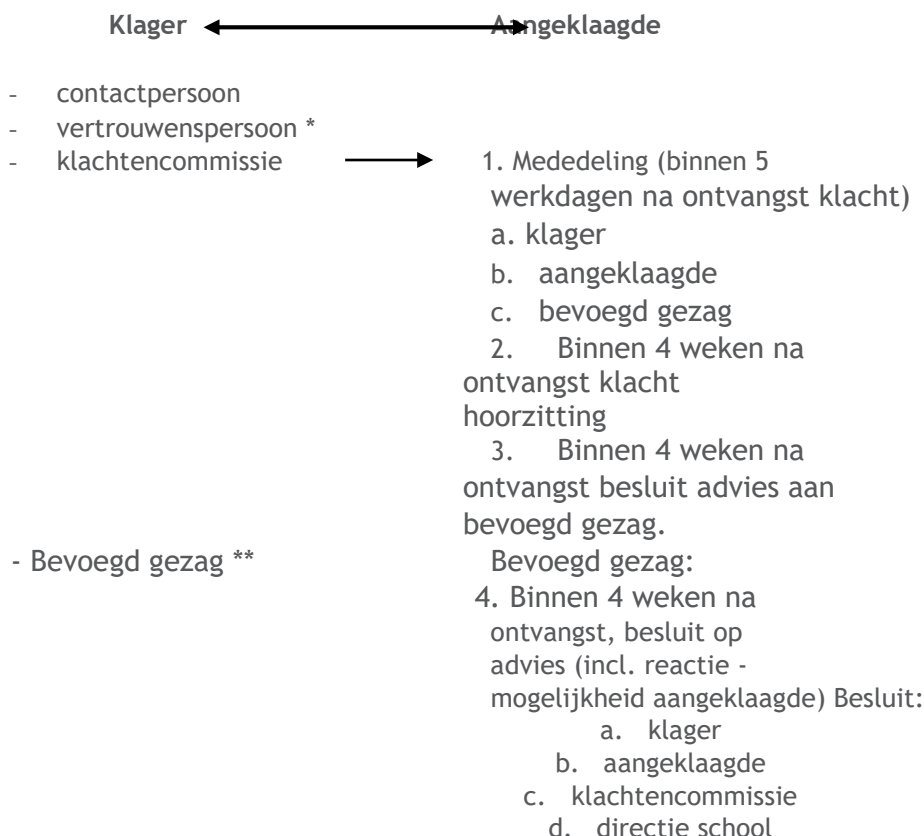 Klager Aangeklaagde
- contactpersoon
- vertrouwenspersoon *
- klachtencommissie 1. Mededeling (binnen 5
werkdagen na ontvangst klacht)
a. klager
b. aangeklaagde
c. bevoegd gezag
2. Binnen 4 weken na
ontvangst klacht
hoorzitting
3. Binnen 4 weken na
ontvangst besluit advies aan
bevoegd gezag.
- Bevoegd gezag ** Bevoegd gezag:
4. Binnen 4 weken na
ontvangst, besluit op
advies (incl. reactie -
mogelijkheid aangeklaagde) Besluit:
a. klager
b. aangeklaagde
c. klachtencommissie
d. directie school